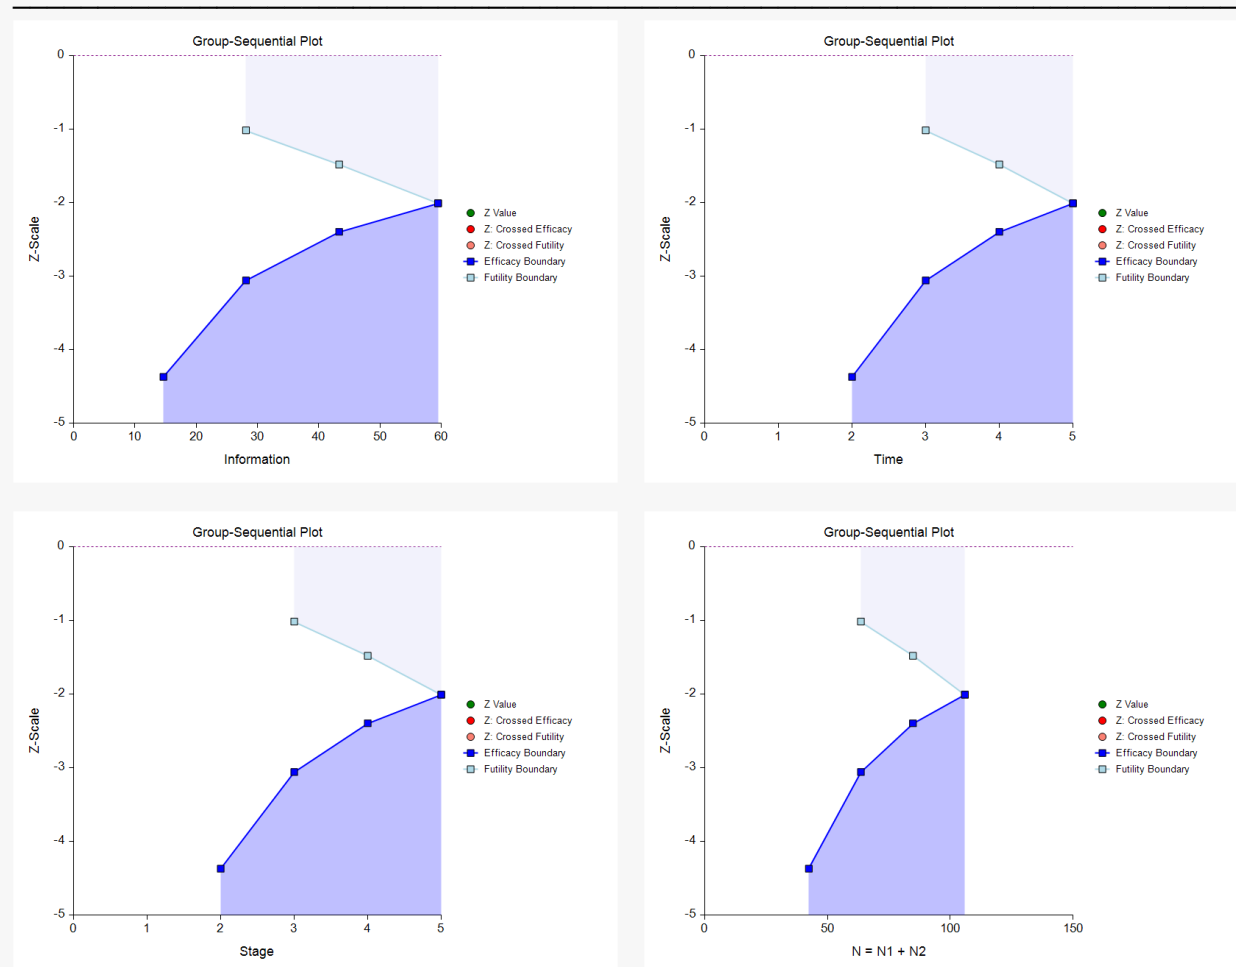 Group-Sequential Plot
0
-1
-2
-3
-4
-5
Z-Scale
0 10 20 30 40 50 60
Information
Z Value
Z: Crossed Efficacy
Z: Crossed Futility
Efficacy Boundary
Futility Boundary
Group-Sequential Plot
0
-1
-2
-3
-4
-5
Z-Scale
0 1 2 3 4 5
Time
Z Value
Z: Crossed Efficacy
Z: Crossed Futility
Efficacy Boundary
Futility Boundary
Group-Sequential Plot
0
-1
-2
-3
-4
-5
Z-Scale
0 1 2 3 4 5
Stage
Z Value
Z: Crossed Efficacy
Z: Crossed Futility
Efficacy Boundary
Futility Boundary
Group-Sequential Plot
0
-1
-2
-3
-4
-5
Z-Scale
0 50 100 150
N = N1 + N2
Z Value
Z: Crossed Efficacy
Z: Crossed Futility
Efficacy Boundary
Futility Boundary